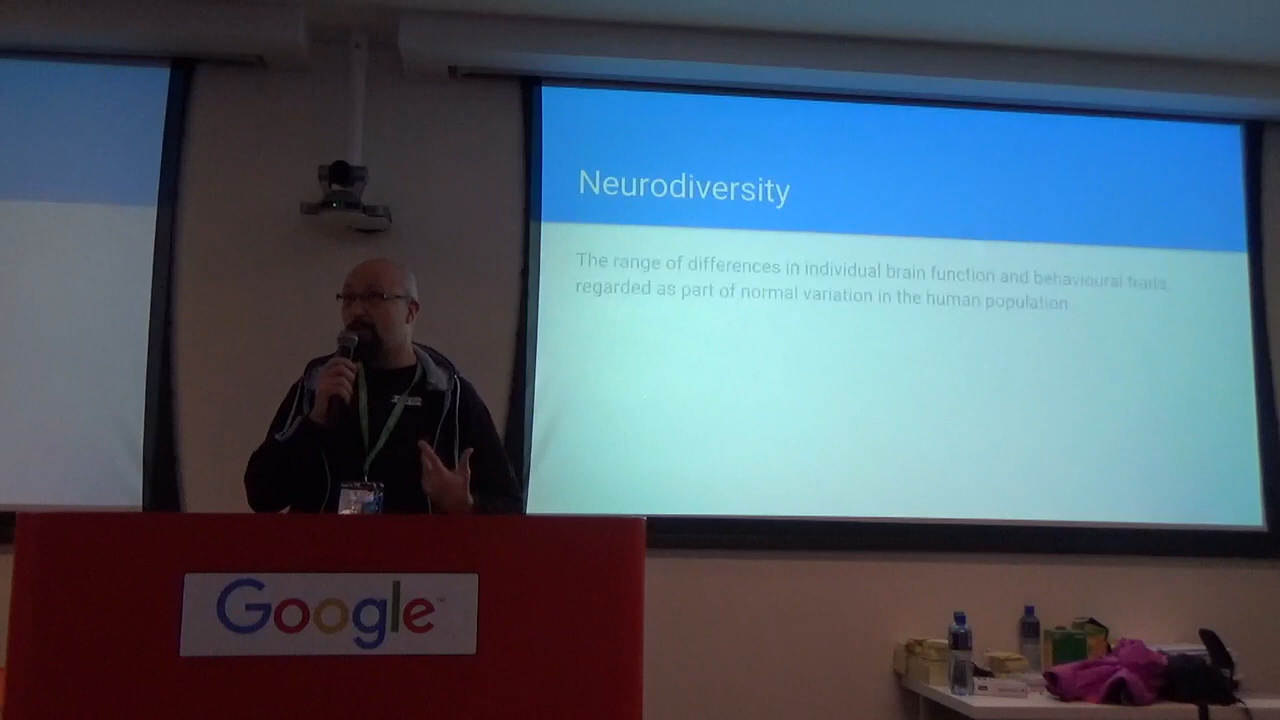 Neurodiversity
The range of differences in individual brain function and behavioural traits,
regarded as part of normal variation in the human population
Google™